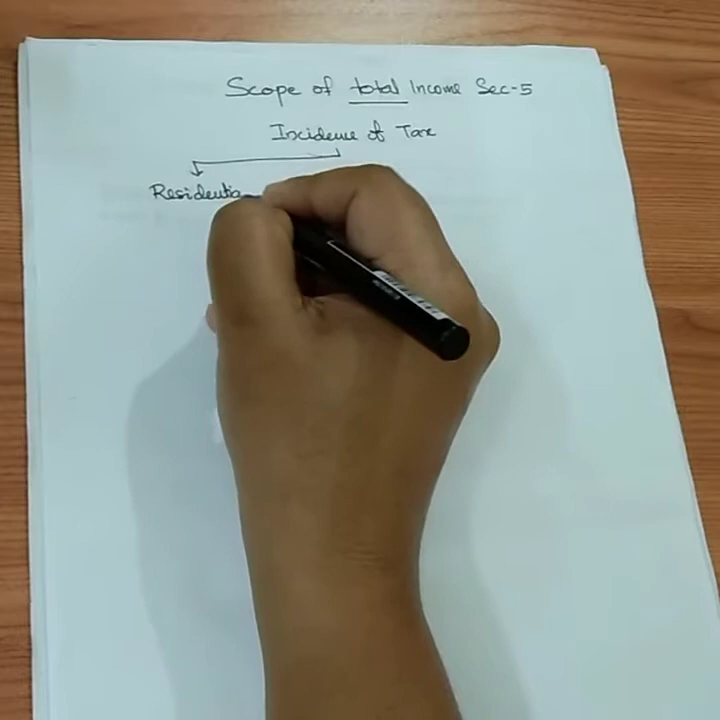 Scope of total Income Sec-5
Incidence of Tax
Residentia